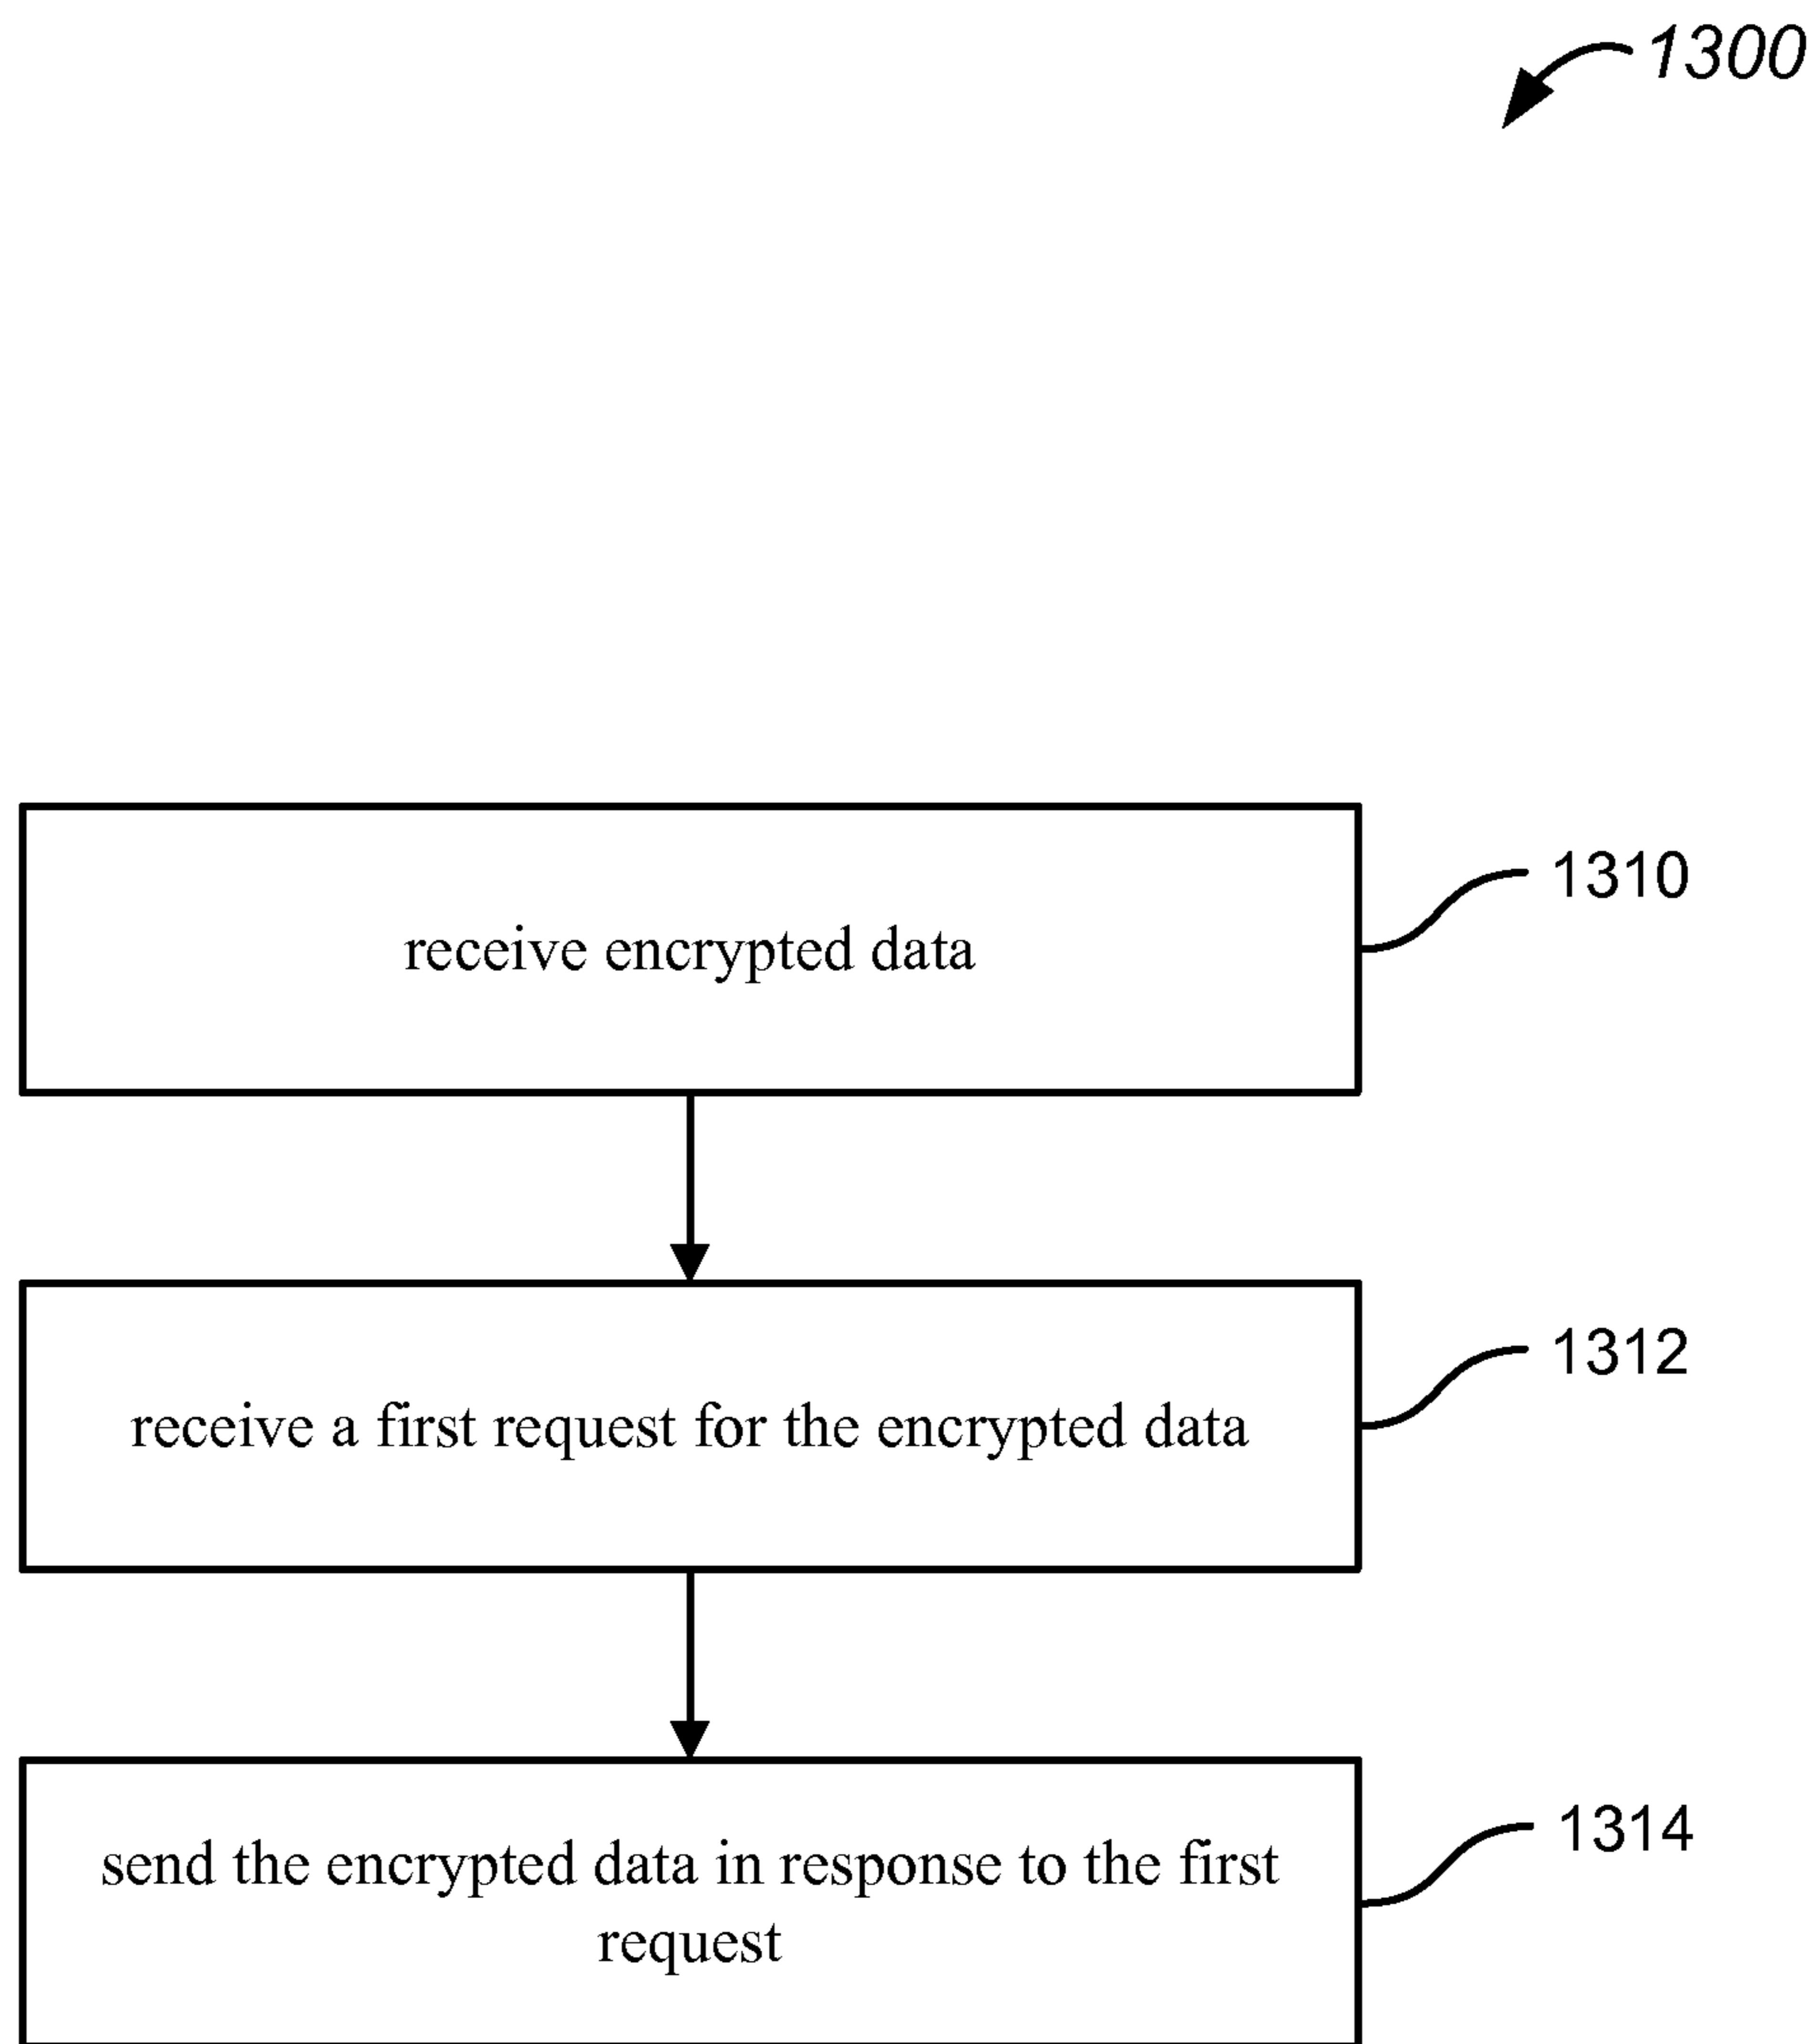 1300
receive encrypted data
1310
receive a first request for the encrypted data
1312
send the encrypted data in response to the first
request
1314